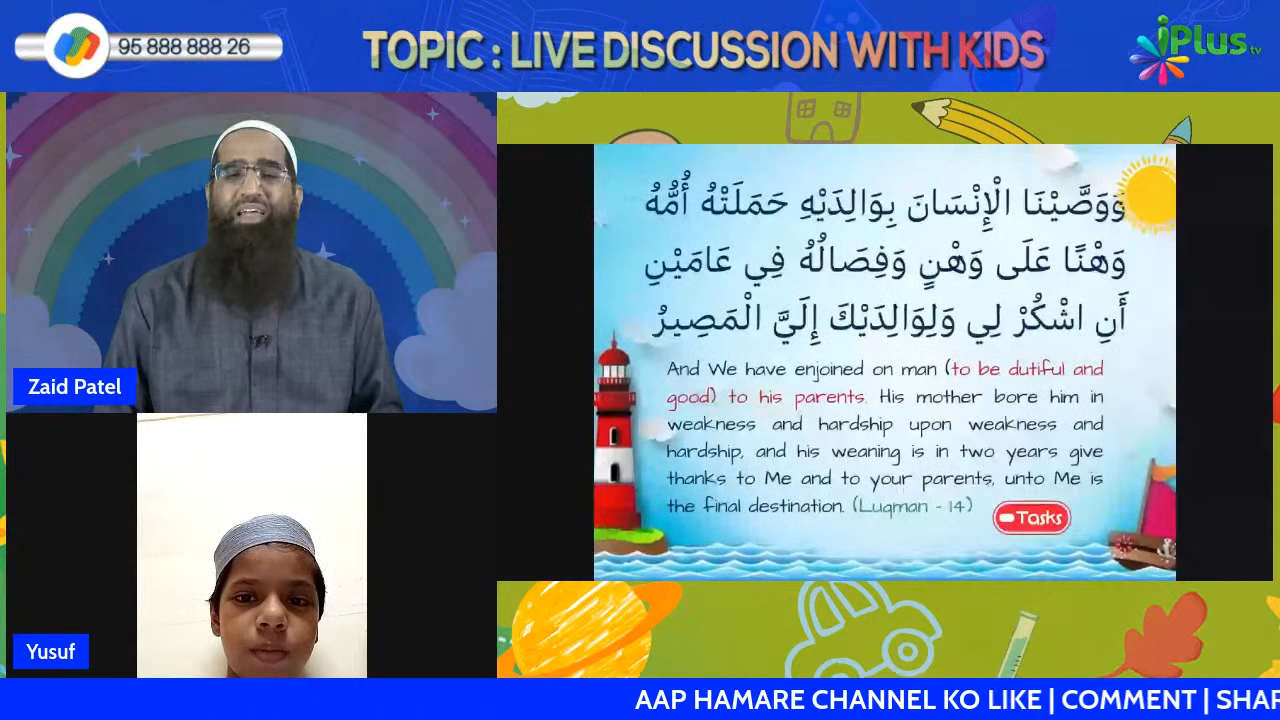 95 888 888 26
TOPIC : LIVE DISCUSSION WITH KIDS
iPlus tv
Zaid Patel
وَوَصَّيْنَا الْإِنْسَانَ بِوَالِدَيْهِ حَمَلَتْهُ أُمُّهُ
وَهْنًا عَلَى وَهْنٍ وَفِصَالُهُ فِي عَامَيْنِ
أَنِ اشْكُرْ لِي وَلِوَالِدَيْكَ إِلَيَّ الْمَصِيرُ
And We have enjoined on man (to be dutiful and
good) to his parents. His mother bore him in
weakness and hardship upon weakness and
hardship, and his weaning is in two years give
thanks to Me and to your parents, unto Me is
the final destination. (Luqman - 14)
Tasks
Yusuf
AAP HAMARE CHANNEL KO LIKE | COMMENT | SHAR